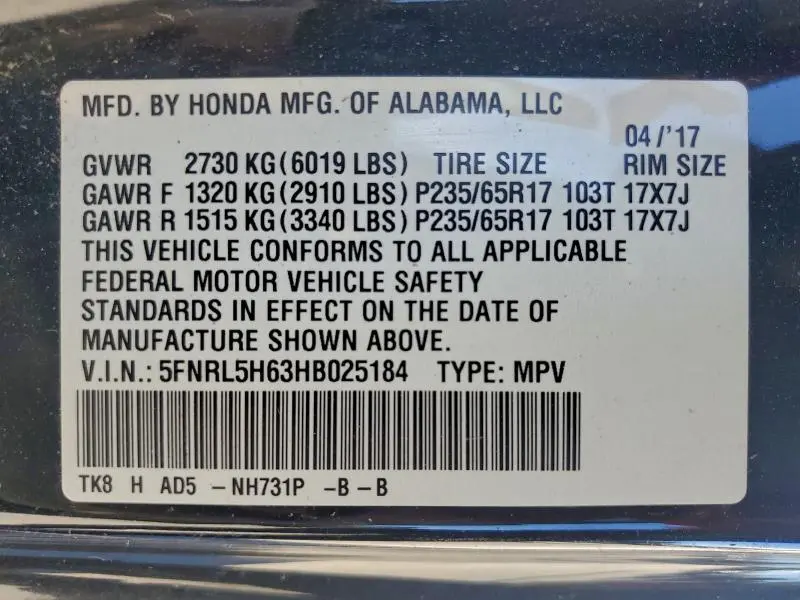 MFD. BY HONDA MFG. OF ALABAMA, LLC
04/'17
GVWR 2730 KG(6019 LBS) TIRE SIZE RIM SIZE
GAWR F 1320 KG(2910 LBS) P235/65R17 103T 17X7J
GAWR R 1515 KG(3340 LBS) P235/65R17 103T 17X7J
THIS VEHICLE CONFORMS TO ALL APPLICABLE
FEDERAL MOTOR VEHICLE SAFETY
STANDARDS IN EFFECT ON THE DATE OF
MANUFACTURE SHOWN ABOVE.
V.I.N.: 5FNRL5H63HB025184 TYPE: MPV
TK8 H AD5 -NH731P -B-B